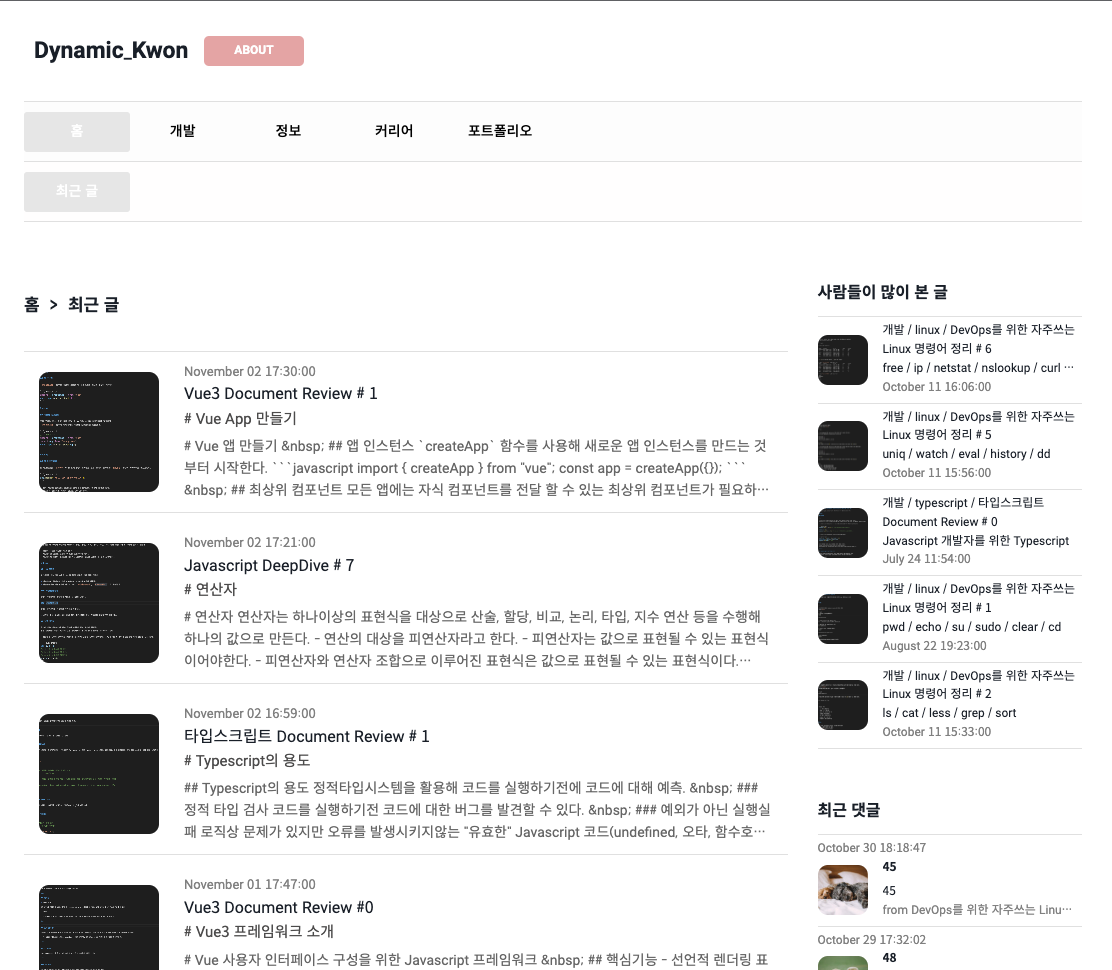 Dynamic_Kwon
ABOUT
홈
개발
정보
커리어
포트폴리오
최근 글
홈 > 최근 글
November 02 17:30:00
Vue3 Document Review # 1
# Vue App 만들기
# Vue 앱 만들기 &nbsp; ## 앱 인스턴스 `createApp` 함수를 사용해 새로운 앱 인스턴스를 만드는 것
부터 시작한다. ```javascript import { createApp } from "vue"; const app = createApp({}); ```
&nbsp; ## 최상위 컴포넌트 모든 앱에는 자식 컴포넌트를 전달 할 수 있는 최상위 컴포넌트가 필요하…
November 02 17:21:00
Javascript DeepDive # 7
# 연산자
# 연산자 연산자는 하나이상의 표현식을 대상으로 산술, 할당, 비교, 논리, 타입, 지수 연산 등을 수행해
하나의 값으로 만든다. - 연산의 대상을 피연산자라고 한다. - 피연산자는 값으로 표현될 수 있는 표현식
이어야한다. - 피연산자와 연산자 조합으로 이루어진 표현식은 값으로 표현될 수 있는 표현식이다.…
November 02 16:59:00
타입스크립트 Document Review # 1
# Typescript의 용도
## Typescript의 용도 정적타입시스템을 활용해 코드를 실행하기전에 코드에 대해 예측. &nbsp; ###
정적 타입 검사 코드를 실행하기전 코드에 대한 버그를 발견할 수 있다. &nbsp; ### 예외가 아닌 실행실
패 로직상 문제가 있지만 오류를 발생시키지않는 "유효한" Javascript 코드(undefined, 오타, 함수호…
November 01 17:47:00
Vue3 Document Review #0
# Vue3 프레임워크 소개
# Vue 사용자 인터페이스 구성을 위한 Javascript 프레임워크 &nbsp; ## 핵심기능 - 선언적 렌더링 표
사람들이 많이 본 글
개발 / linux / DevOps를 위한 자주쓰는
Linux 명령어 정리 # 6
free / ip / netstat / nslookup / curl …
October 11 16:06:00
개발 / linux / DevOps를 위한 자주쓰는
Linux 명령어 정리 # 5
uniq / watch / eval / history / dd
October 11 15:56:00
개발 / typescript / 타입스크립트
Document Review # 0
Javascript 개발자를 위한 Typescript
July 24 11:54:00
개발 / linux / DevOps를 위한 자주쓰는
Linux 명령어 정리 # 1
pwd / echo / su / sudo / clear / cd
August 22 19:23:00
개발 / linux / DevOps를 위한 자주쓰는
Linux 명령어 정리 # 2
ls / cat / less / grep / sort
October 11 15:33:00
최근 댓글
October 30 18:18:47
45
45
from DevOps를 위한 자주쓰는 Linu…
October 29 17:32:02
48